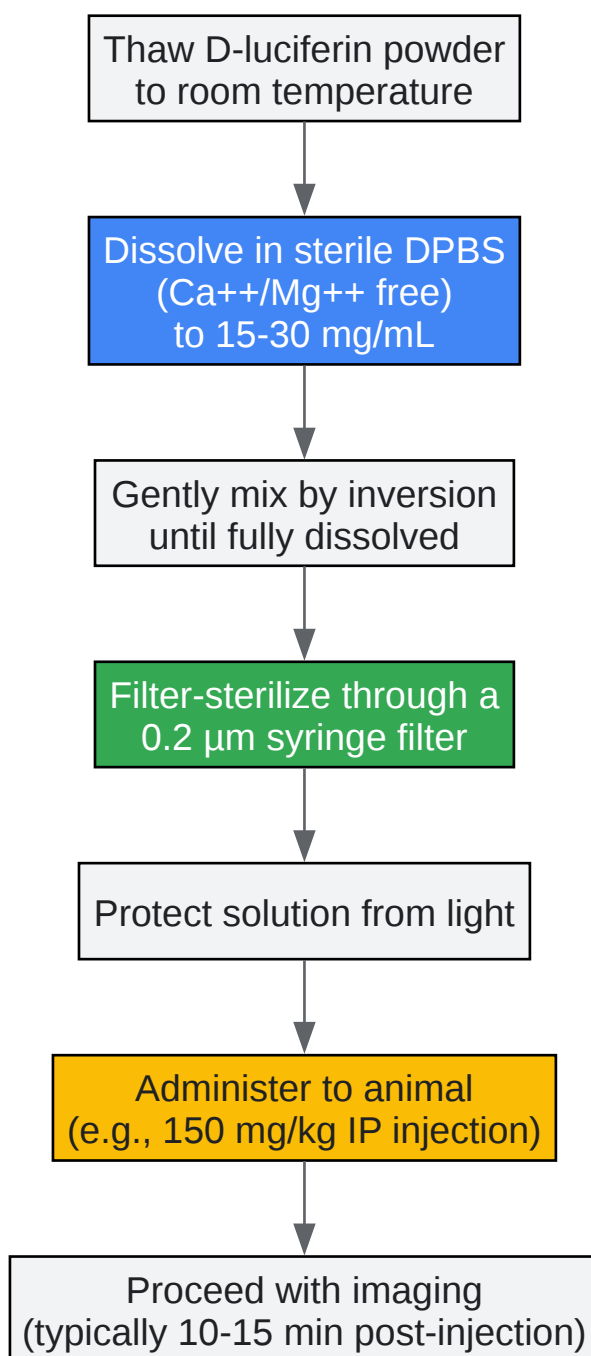 Thaw D-luciferin powder
to room temperature
Dissolve in sterile DPBS
(Ca++/Mg++ free)
to 15-30 mg/mL
Gently mix by inversion
until fully dissolved
Filter-sterilize through a
0.2 µm syringe filter
Protect solution from light
Administer to animal
(e.g., 150 mg/kg IP injection)
Proceed with imaging
(typically 10-15 min post-injection)